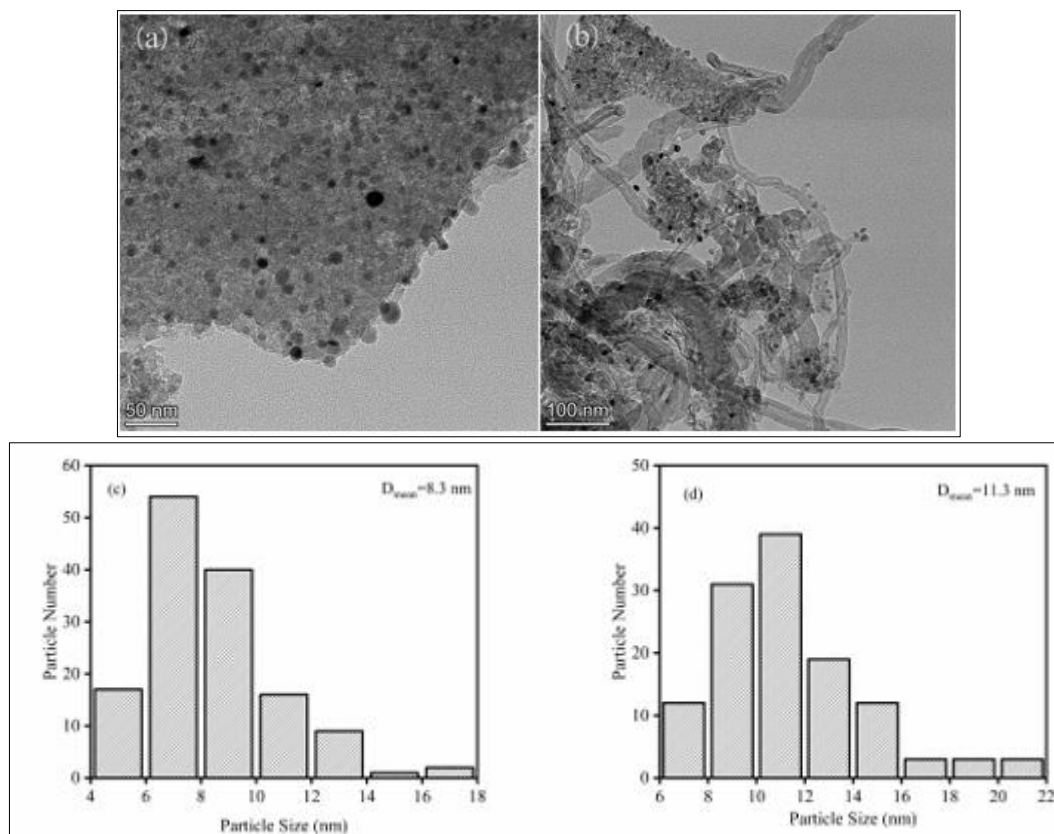 (a)
(b)
50 nm
100 nm
(c)
Dmean=8.3 nm
Particle Number
60
50
40
30
20
10
0
4 6 8 10 12 14 16 18
Particle Size (nm)
(d)
Dmean=11.3 nm
Particle Number
50
40
30
20
10
0
6 8 10 12 14 16 18 20 22
Particle Size (nm)